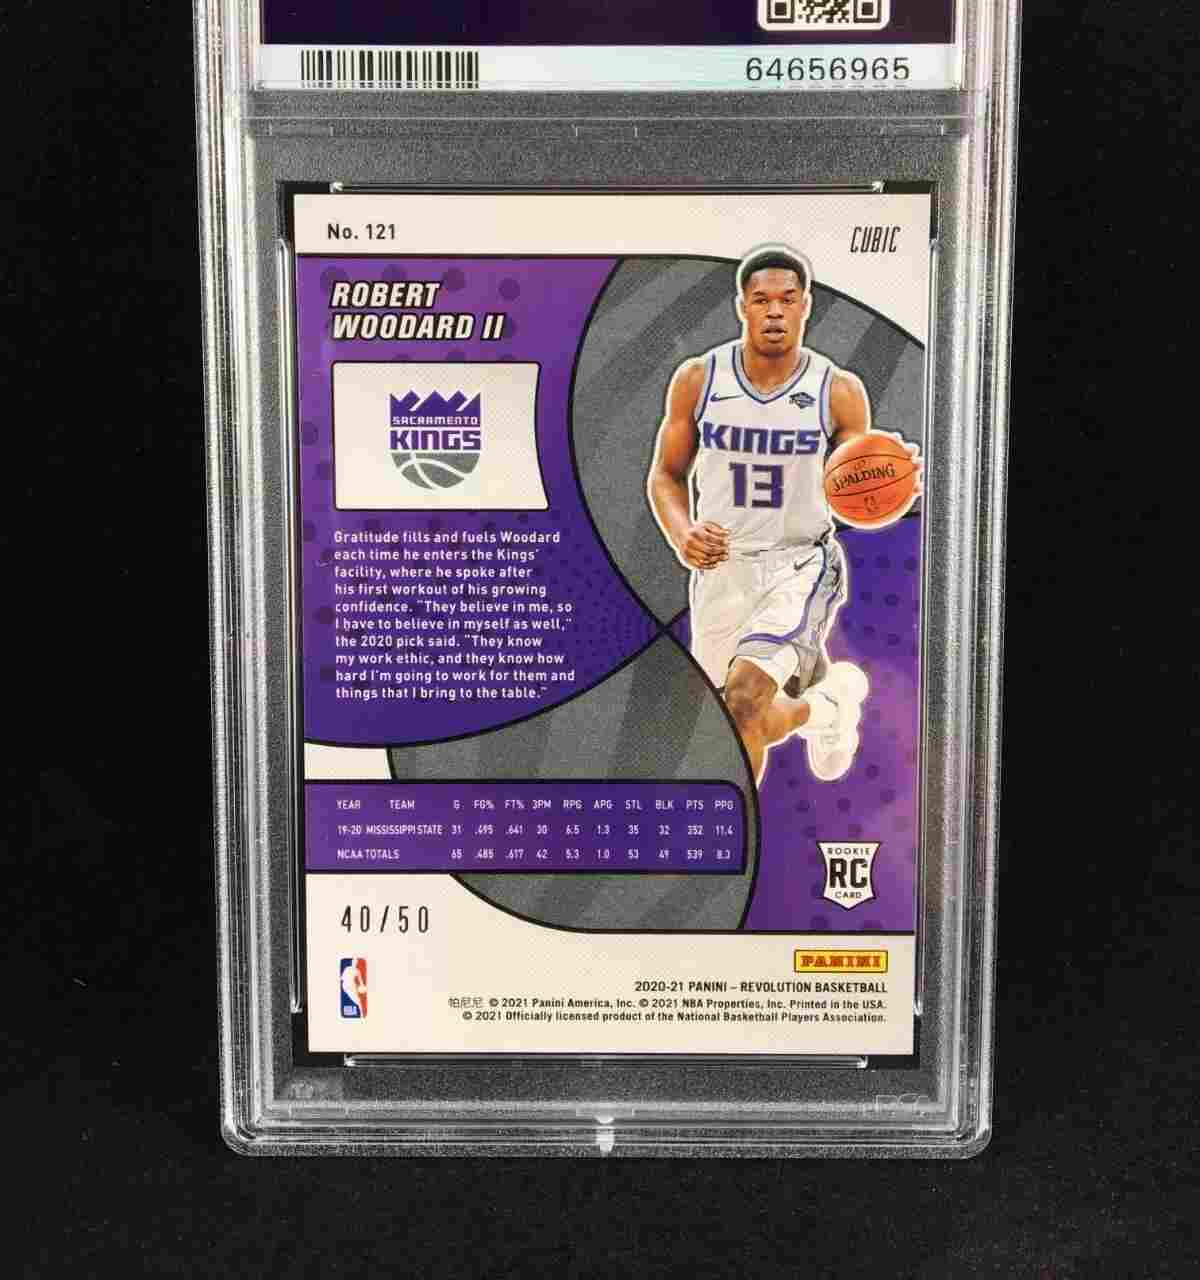 64656965
No. 121
CUBIC
ROBERT
WOODARD II
SACRAMENTO
KINGS
KINGS
13
SPALDING
Gratitude fills and fuels Woodard
each time he enters the Kings'
facility, where he spoke after
his first workout of his growing
confidence. "They believe in me, so
I have to believe in myself as well,"
the 2020 pick said. "They know
my work ethic, and they know how
hard I'm going to work for them and
things that I bring to the table."
YEAR TEAM G FG% FT% 3PM RPG APG STL BLK PTS PPG
19-20 MISSISSIPPI STATE 31 .495 .641 30 6.5 1.3 35 32 352 11.4
NCAA TOTALS 65 .485 .617 42 5.3 1.0 53 49 539 8.3
ROOKIE
RC
CARD
40/50
NBA
PANINI
2020-21 PANINI – REVOLUTION BASKETBALL
帕尼尼 © 2021 Panini America, Inc. © 2021 NBA Properties, Inc. Printed in the USA.
© 2021 Officially licensed product of the National Basketball Players Association.